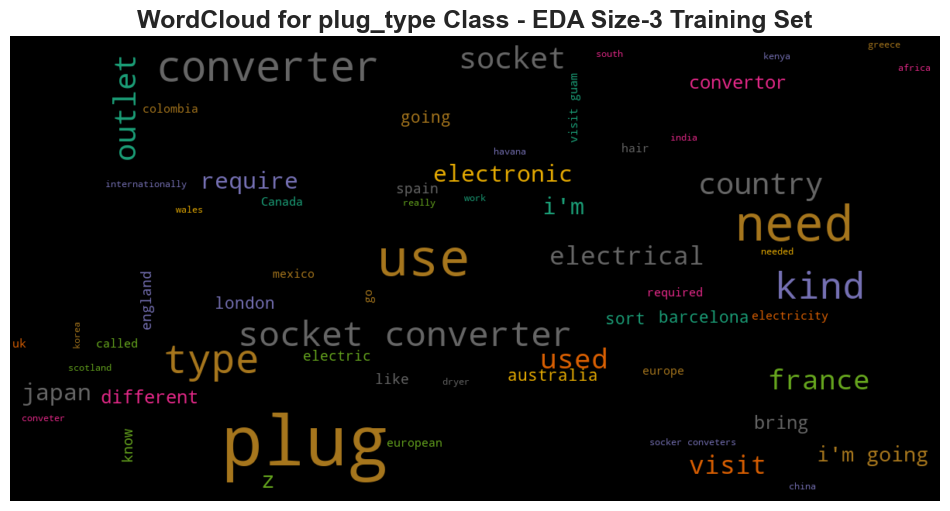 WordCloud for plug_type Class - EDA Size-3 Training Set
greece
south
kenya
africa
converter
socket
convertor
outlet
visit guam
colombia
going
india
hair
havana
internationally
require
electronic
country
spain
work
Canada
really
wales
i'm
need
needed
use
electrical
mexico
kind
england
go
required
london
sort
barcelona
electricity
korea
socket converter
uk
called
type
electric
used
scotland
europe
like
dryer
australia
france
japan
different
conveter
plug
bring
know
european
socker conveters
i'm going
visit
z
china